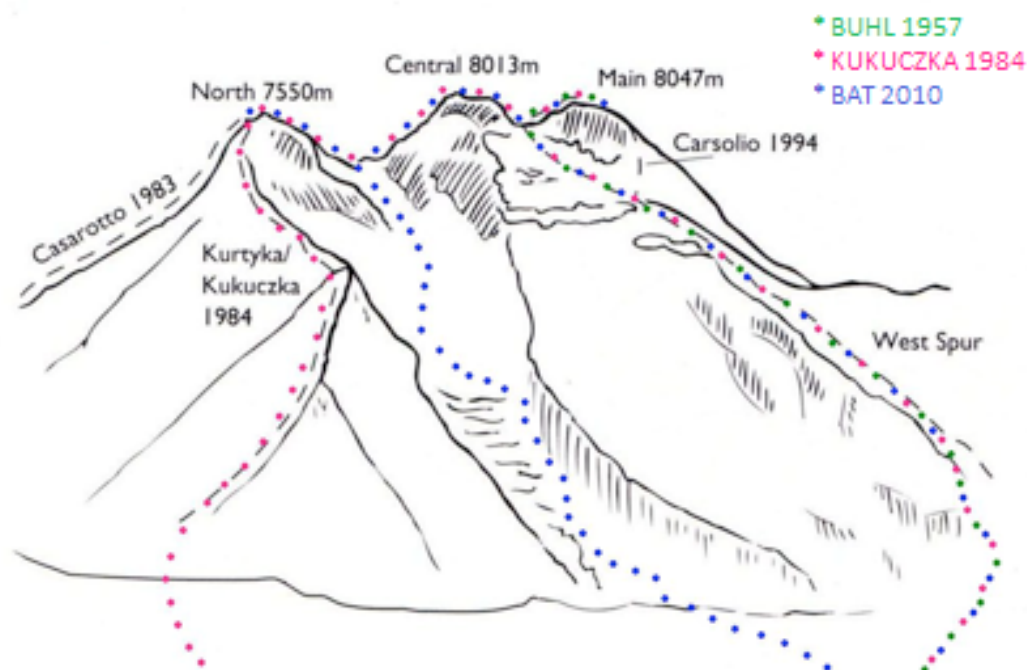 * BUHL 1957
* KUKUCZKA 1984
* BAT 2010
Central 8013m
Main 8047m
North 7550m
Carsolio 1994
Casarotto 1983
Kurtyka/
Kukuczka
1984
West Spur